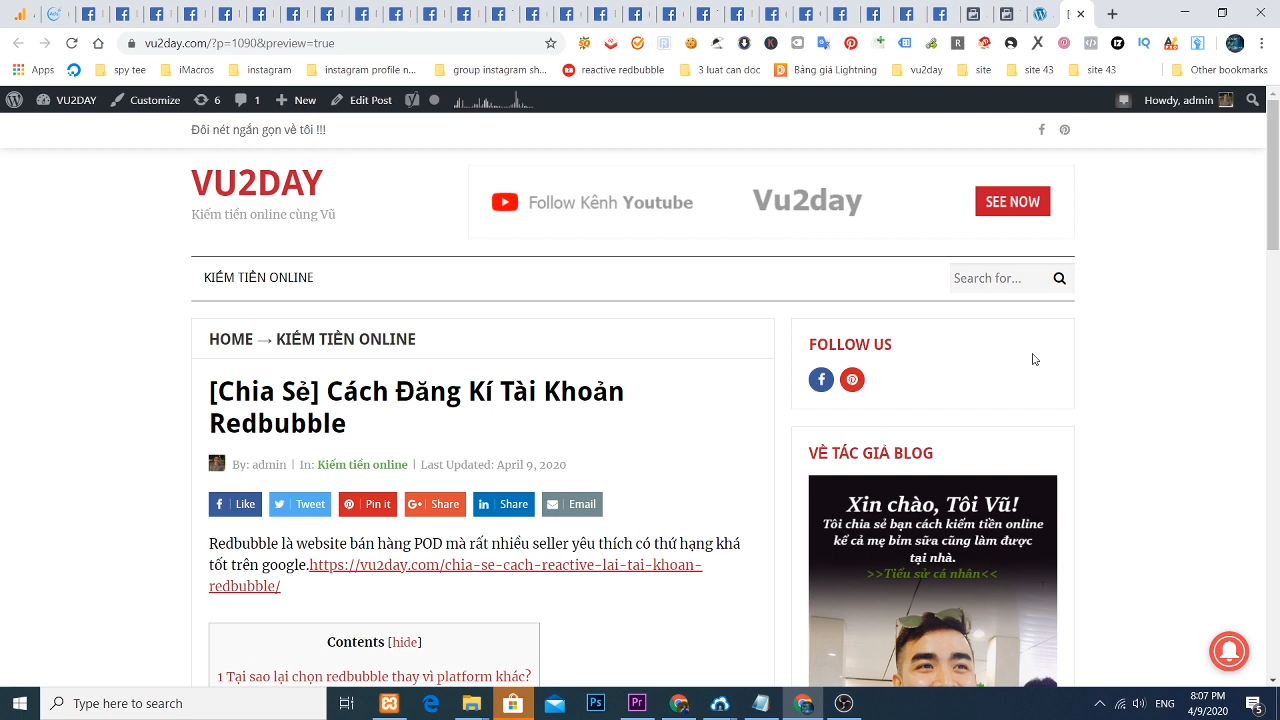 vu2day.com/?p=1090&preview=true
Apps spy tee iMacros instagram instagram profile n... group instagram sh... reactive redbubble 3 luat can doc Bảng giá Lightning vu2day site site 43 site 43 Other bookmarks
VU2DAY Customize 6 1 New Edit Post Howdy, admin
Đôi nét ngắn gọn về tôi !!!
VU2DAY
Kiếm tiền online cùng Vũ
Follow Kênh Youtube Vu2day SEE NOW
KIẾM TIỀN ONLINE Search for...
HOME → KIẾM TIỀN ONLINE
FOLLOW US
[Chia Sẻ] Cách Đăng Kí Tài Khoản
Redbubble
By: admin | In: Kiếm tiền online | Last Updated: April 9, 2020
Like Tweet Pin it Share Share Email
Redbubble là website bán hàng POD mà rất nhiều seller yêu thích có thứ hạng khá
tốt trên google.https://vu2day.com/chia-se-cach-reactive-lai-tai-khoan-
redbubble/
Contents [hide]
1 Tại sao lại chọn redbubble thay vì platform khác?
VỀ TÁC GIẢ BLOG
Xin chào, Tôi Vũ!
Tôi chia sẻ bạn cách kiếm tiền online
kể cả mẹ bỉm sữa cũng làm được
tại nhà.
>>Tiểu sử cá nhân<<
Type here to search
ENG
8:07 PM
4/9/2020
5